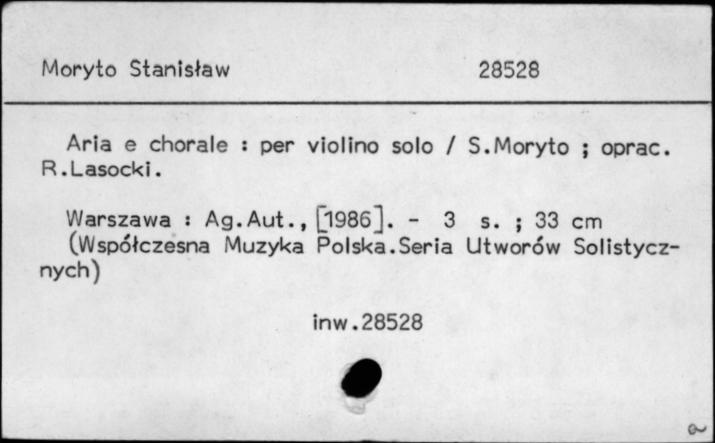 Moryto Stanisław 28528
Aria e chorale : per violino solo / S.Moryto ; oprac.
R.Lasocki.
Warszawa : Ag.Aut., [1986]. - 3 s. ; 33 cm
(Współczesna Muzyka Polska.Seria Utworów Solistycz-
nych)
inw.28528